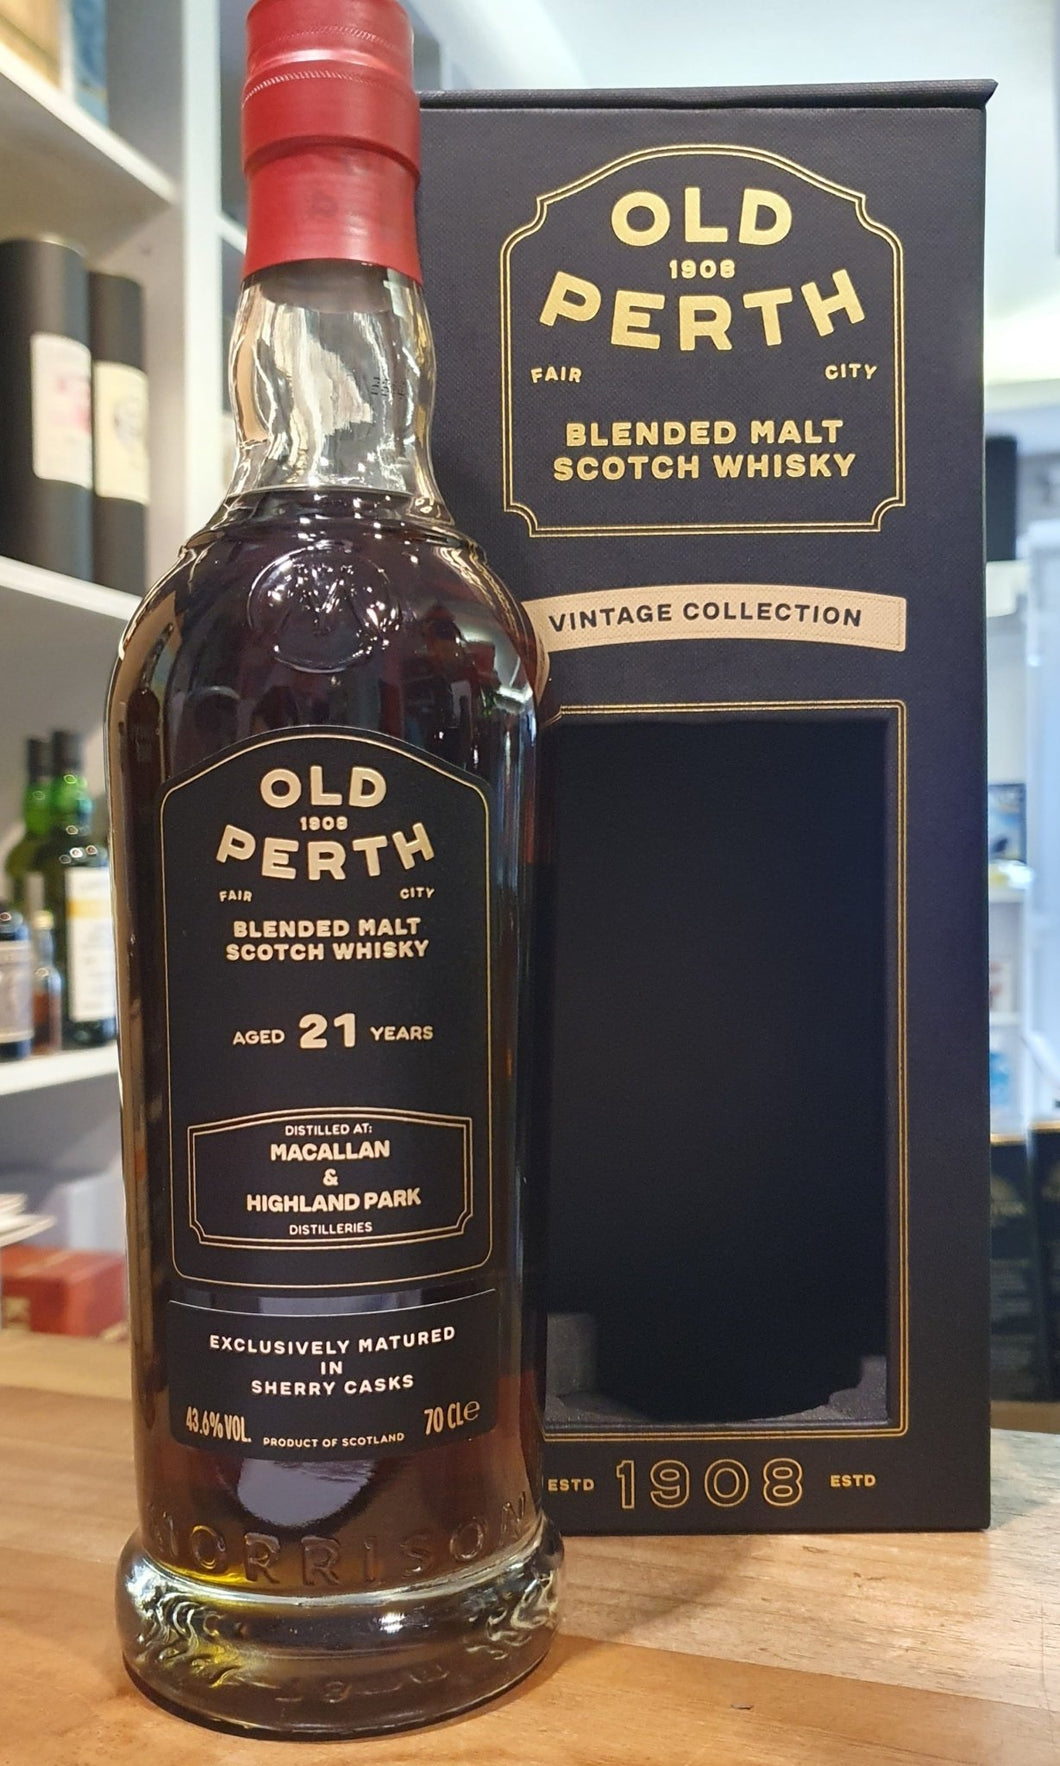 OLD
1908
PERTH
FAIR CITY
BLENDED MALT
SCOTCH WHISKY
VINTAGE COLLECTION
ESTD 1908 ESTD
M
OLD
1908
PERTH
FAIR CITY
BLENDED MALT
SCOTCH WHISKY
AGED 21 YEARS
DISTILLED AT:
MACALLAN
&
HIGHLAND PARK
DISTILLERIES
EXCLUSIVELY MATURED
IN
SHERRY CASKS
43.6%VOL. PRODUCT OF SCOTLAND 70 CLe
MORRISON